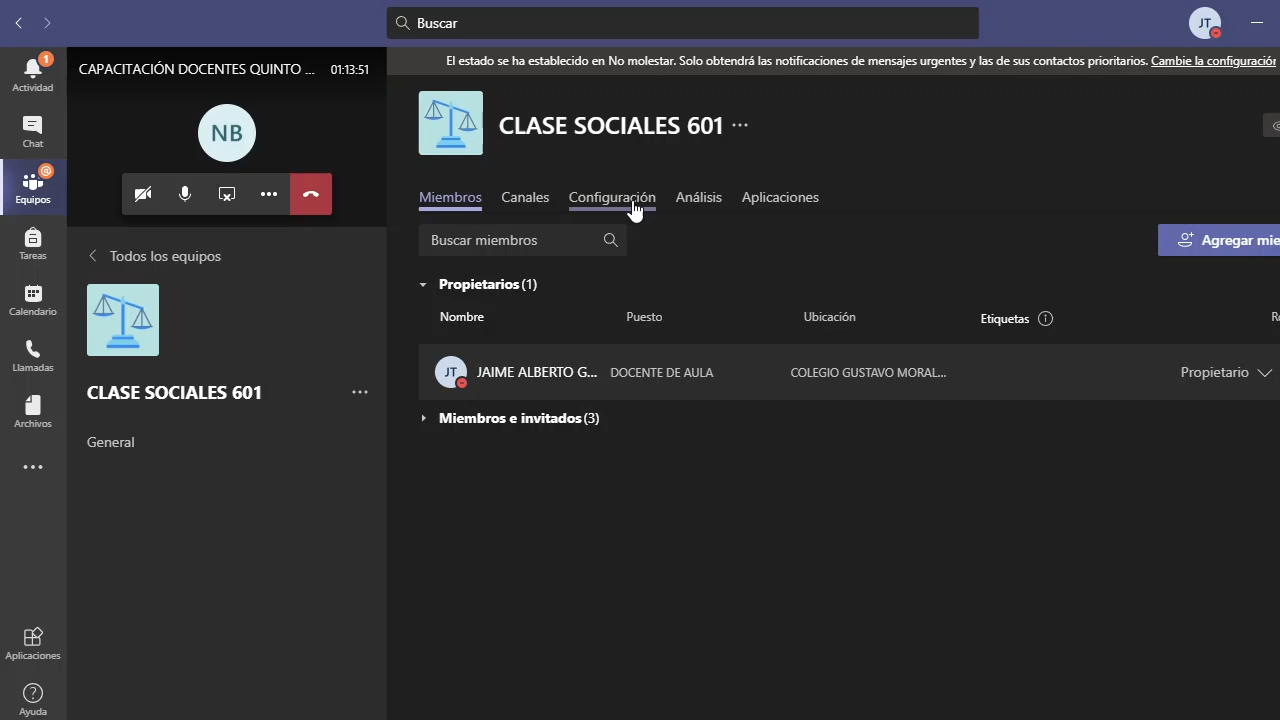 Buscar
JT
1
Actividad
Chat
@
Equipos
Tareas
Calendario
Llamadas
Archivos
Aplicaciones
Ayuda
CAPACITACIÓN DOCENTES QUINTO ... 01:13:51
NB
Todos los equipos
CLASE SOCIALES 601 ...
General
El estado se ha establecido en No molestar. Solo obtendrá las notificaciones de mensajes urgentes y las de sus contactos prioritarios. Cambie la configuración
CLASE SOCIALES 601 ...
Miembros Canales Configuración Análisis Aplicaciones
Buscar miembros
Agregar mie
Propietarios (1)
Nombre Puesto Ubicación Etiquetas
JT JAIME ALBERTO G... DOCENTE DE AULA COLEGIO GUSTAVO MORAL... Propietario
Miembros e invitados (3)